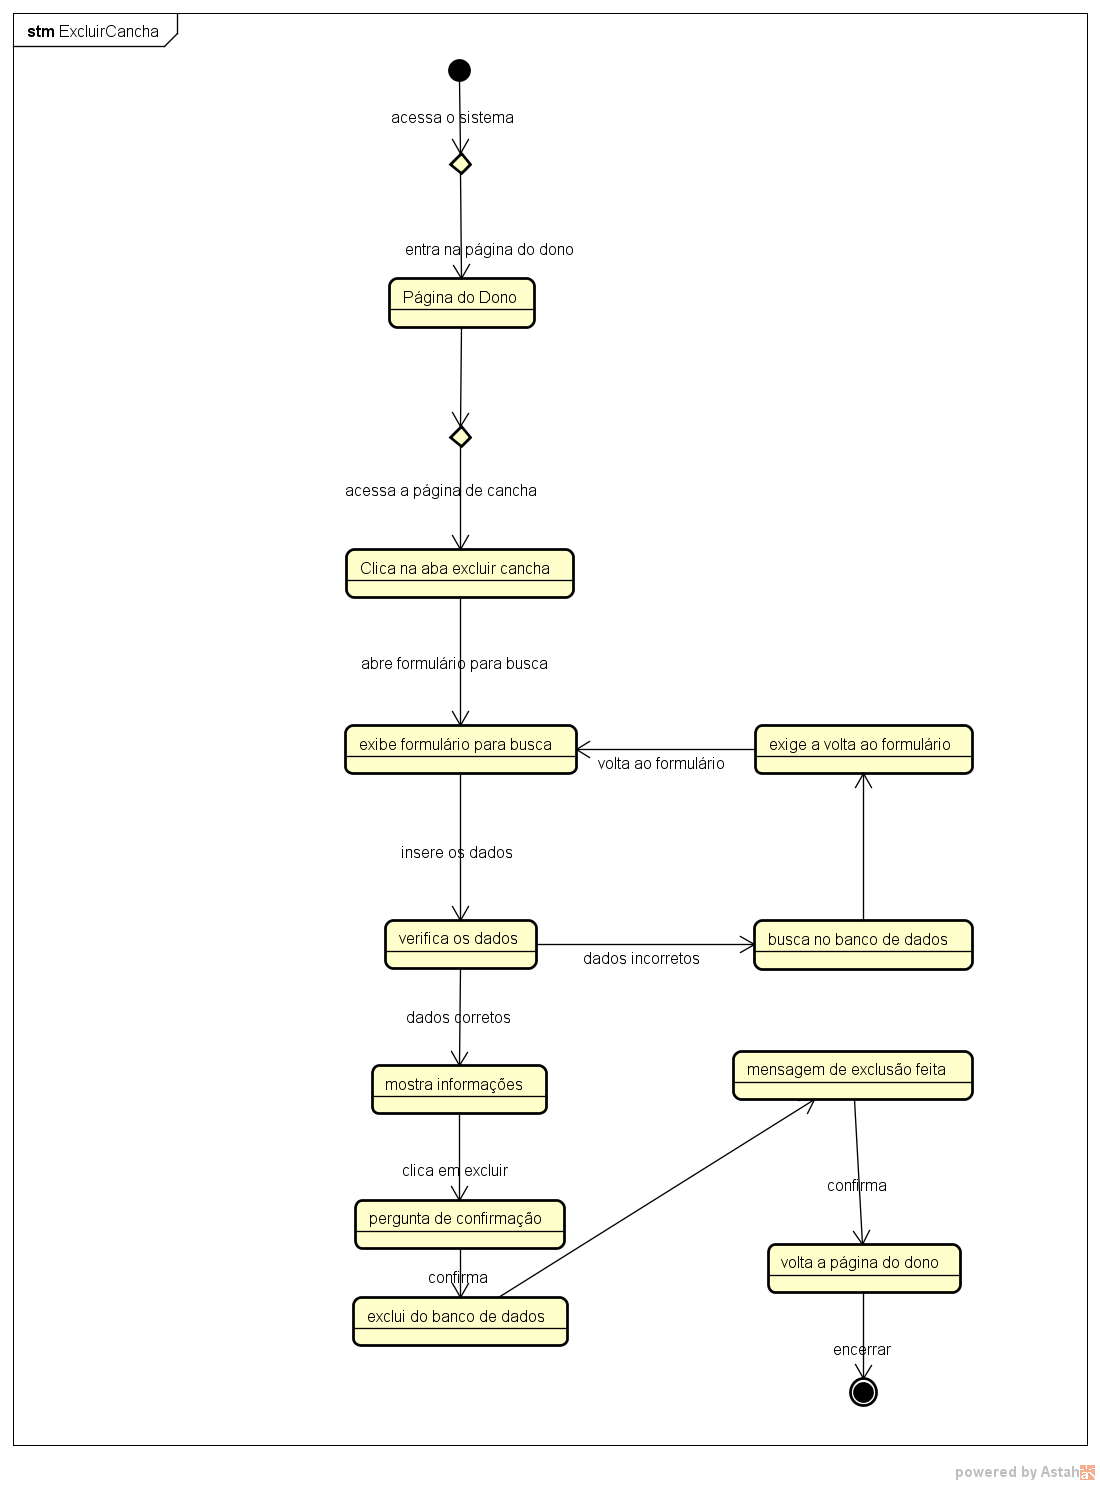 stm ExcluirCancha
acessa o sistema
entra na página do dono
Página do Dono
acessa a página de cancha
Clica na aba excluir cancha
abre formulário para busca
exibe formulário para busca
exige a volta ao formulário
volta ao formulário
insere os dados
verifica os dados
busca no banco de dados
dados incorretos
dados corretos
mostra informações
mensagem de exclusão feita
clica em excluir
confirma
pergunta de confirmação
volta a página do dono
confirma
exclui do banco de dados
encerrar
powered by Astah